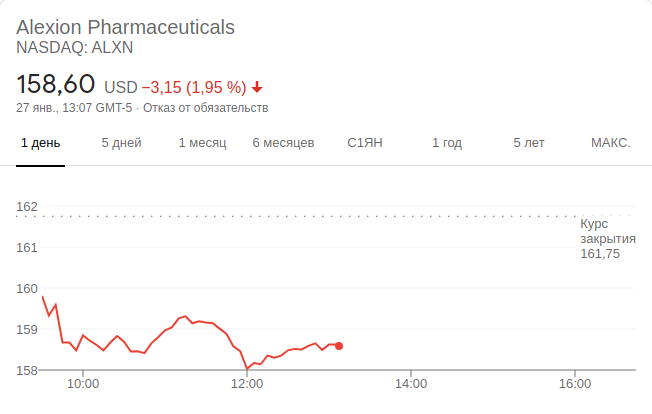 Alexion Pharmaceuticals
NASDAQ: ALXN
158,60 USD −3,15 (1,95 %)
27 янв., 13:07 GMT-5 · Отказ от обязательств
1 день 5 дней 1 месяц 6 месяцев С1ЯН 1 год 5 лет МАКС.
162
Курс
закрытия
161,75
161
160
159
158
10:00 12:00 14:00 16:00